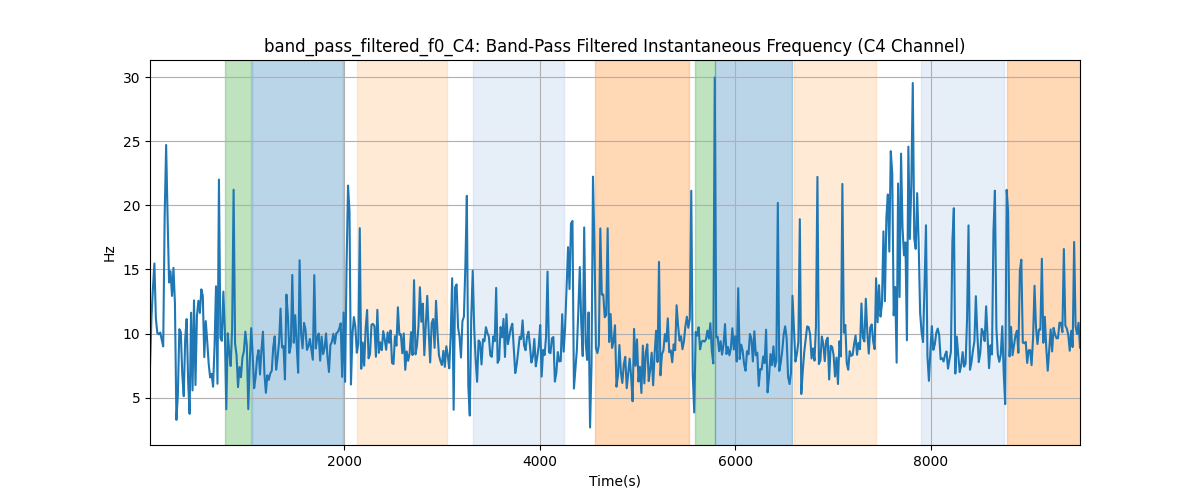 band_pass_filtered_f0_C4: Band-Pass Filtered Instantaneous Frequency (C4 Channel)
30
25
20
15
10
5
Hz
2000 4000 6000 8000
Time(s)